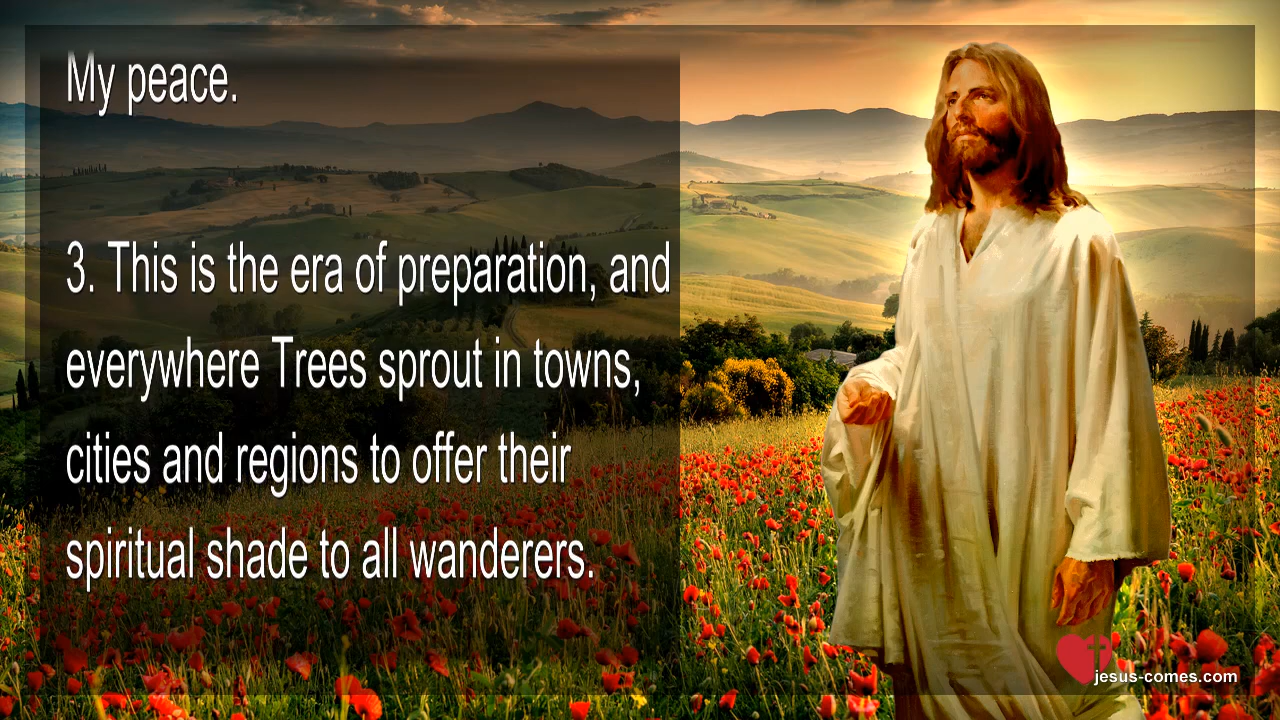 My peace.
3. This is the era of preparation, and
everywhere Trees sprout in towns,
cities and regions to offer their
spiritual shade to all wanderers.
jesus-comes.com